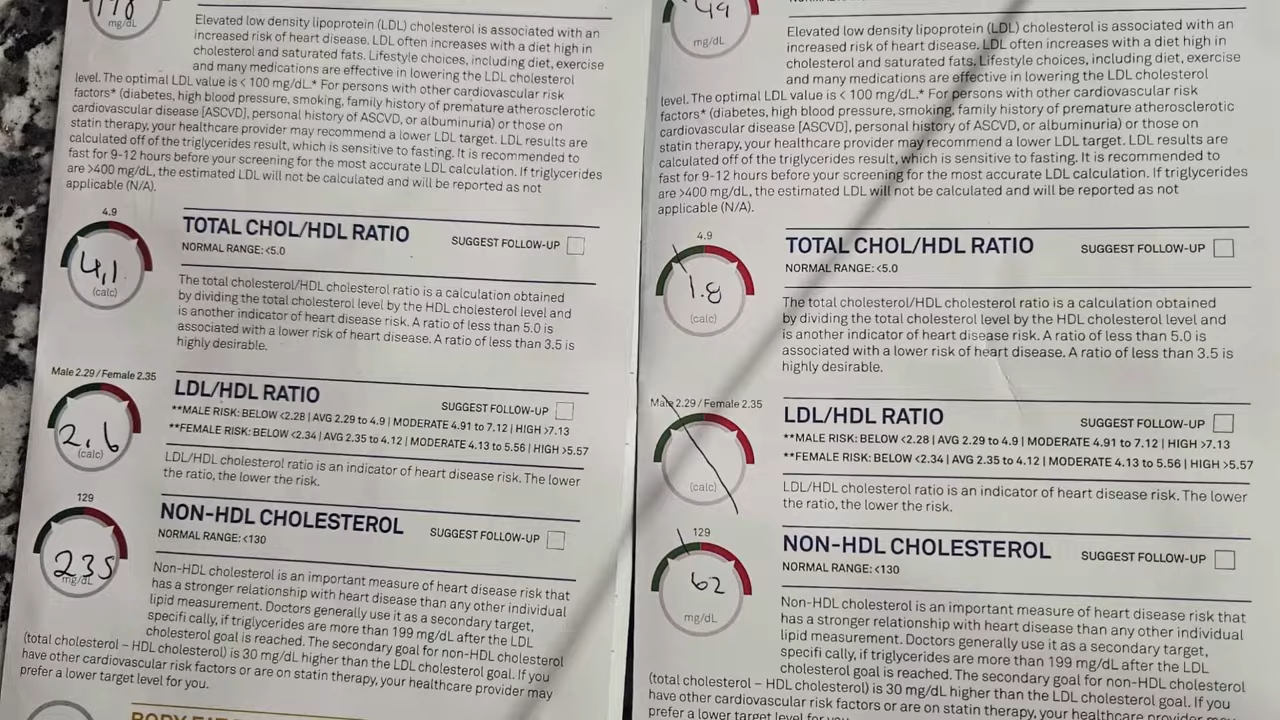 mg/dL
Elevated low density lipoprotein (LDL) cholesterol is associated with an
increased risk of heart disease. LDL often increases with a diet high in
cholesterol and saturated fats. Lifestyle choices, including diet, exercise
and many medications are effective in lowering the LDL cholesterol
level. The optimal LDL value is < 100 mg/dL.* For persons with other cardiovascular risk
factors* (diabetes, high blood pressure, smoking, family history of premature atherosclerotic
cardiovascular disease [ASCVD], personal history of ASCVD, or albuminuria) or those on
statin therapy, your healthcare provider may recommend a lower LDL target. LDL results are
calculated off of the triglycerides result, which is sensitive to fasting. It is recommended to
fast for 9-12 hours before your screening for the most accurate LDL calculation. If triglycerides
are >400 mg/dL, the estimated LDL will not be calculated and will be reported as not
applicable (N/A).
4.9
4.1
(calc)
TOTAL CHOL/HDL RATIO
SUGGEST FOLLOW-UP
NORMAL RANGE: <5.0
The total cholesterol/HDL cholesterol ratio is a calculation obtained
by dividing the total cholesterol level by the HDL cholesterol level and
is another indicator of heart disease risk. A ratio of less than 5.0 is
associated with a lower risk of heart disease. A ratio of less than 3.5 is
highly desirable.
Male 2.29 / Female 2.35
2.6
(calc)
LDL/HDL RATIO
SUGGEST FOLLOW-UP
**MALE RISK: BELOW <2.28 | AVG 2.29 to 4.9 | MODERATE 4.91 to 7.12 | HIGH >7.13
**FEMALE RISK: BELOW <2.34 | AVG 2.35 to 4.12 | MODERATE 4.13 to 5.56 | HIGH >5.57
LDL/HDL cholesterol ratio is an indicator of heart disease risk. The lower
the ratio, the lower the risk.
129
235
mg/dL
NON-HDL CHOLESTEROL
SUGGEST FOLLOW-UP
NORMAL RANGE: <130
Non-HDL cholesterol is an important measure of heart disease risk that
has a stronger relationship with heart disease than any other individual
lipid measurement. Doctors generally use it as a secondary target,
specifi cally, if triglycerides are more than 199 mg/dL after the LDL
cholesterol goal is reached. The secondary goal for non-HDL cholesterol
(total cholesterol – HDL cholesterol) is 30 mg/dL higher than the LDL cholesterol goal. If you
have other cardiovascular risk factors or are on statin therapy, your healthcare provider may
prefer a lower target level for you.
49
mg/dL
Elevated low density lipoprotein (LDL) cholesterol is associated with an
increased risk of heart disease. LDL often increases with a diet high in
cholesterol and saturated fats. Lifestyle choices, including diet, exercise
and many medications are effective in lowering the LDL cholesterol
level. The optimal LDL value is < 100 mg/dL.* For persons with other cardiovascular risk
factors* (diabetes, high blood pressure, smoking, family history of premature atherosclerotic
cardiovascular disease [ASCVD], personal history of ASCVD, or albuminuria) or those on
statin therapy, your healthcare provider may recommend a lower LDL target. LDL results are
calculated off of the triglycerides result, which is sensitive to fasting. It is recommended to
fast for 9-12 hours before your screening for the most accurate LDL calculation. If triglycerides
are >400 mg/dL, the estimated LDL will not be calculated and will be reported as not
applicable (N/A).
4.9
1.8
(calc)
TOTAL CHOL/HDL RATIO
SUGGEST FOLLOW-UP
NORMAL RANGE: <5.0
The total cholesterol/HDL cholesterol ratio is a calculation obtained
by dividing the total cholesterol level by the HDL cholesterol level and
is another indicator of heart disease risk. A ratio of less than 5.0 is
associated with a lower risk of heart disease. A ratio of less than 3.5 is
highly desirable.
Male 2.29 / Female 2.35
(calc)
LDL/HDL RATIO
SUGGEST FOLLOW-UP
**MALE RISK: BELOW <2.28 | AVG 2.29 to 4.9 | MODERATE 4.91 to 7.12 | HIGH >7.13
**FEMALE RISK: BELOW <2.34 | AVG 2.35 to 4.12 | MODERATE 4.13 to 5.56 | HIGH >5.57
LDL/HDL cholesterol ratio is an indicator of heart disease risk. The lower
the ratio, the lower the risk.
129
62
mg/dL
NON-HDL CHOLESTEROL
SUGGEST FOLLOW-UP
NORMAL RANGE: <130
Non-HDL cholesterol is an important measure of heart disease risk that
has a stronger relationship with heart disease than any other individual
lipid measurement. Doctors generally use it as a secondary target,
specifi cally, if triglycerides are more than 199 mg/dL after the LDL
cholesterol goal is reached. The secondary goal for non-HDL cholesterol
(total cholesterol – HDL cholesterol) is 30 mg/dL higher than the LDL cholesterol goal. If you
have other cardiovascular risk factors or are on statin therapy, your healthcare provider may
prefer a lower target level for you